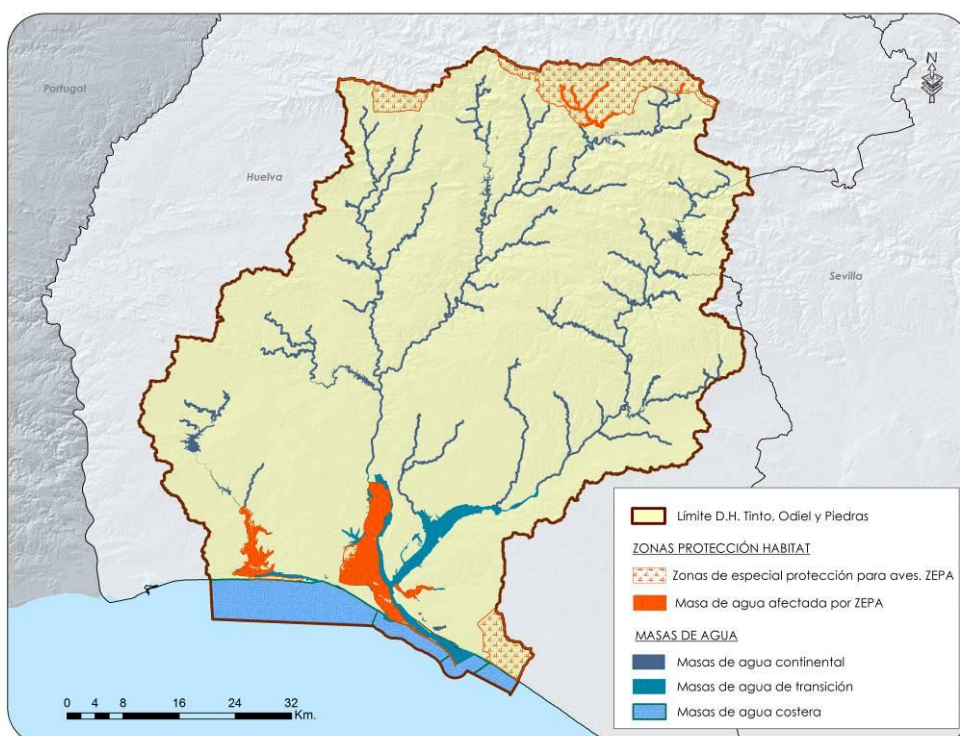 Portugal
N
Huelva
Sevilla
Límite D.H. Tinto, Odiel y Piedras
ZONAS PROTECCIÓN HABITAT
Zonas de especial protección para aves. ZEPA
Masa de agua afectada por ZEPA
MASAS DE AGUA
Masas de agua continental
Masas de agua de transición
Masas de agua costera
0 2 4 6 8 16 24 32
Km.